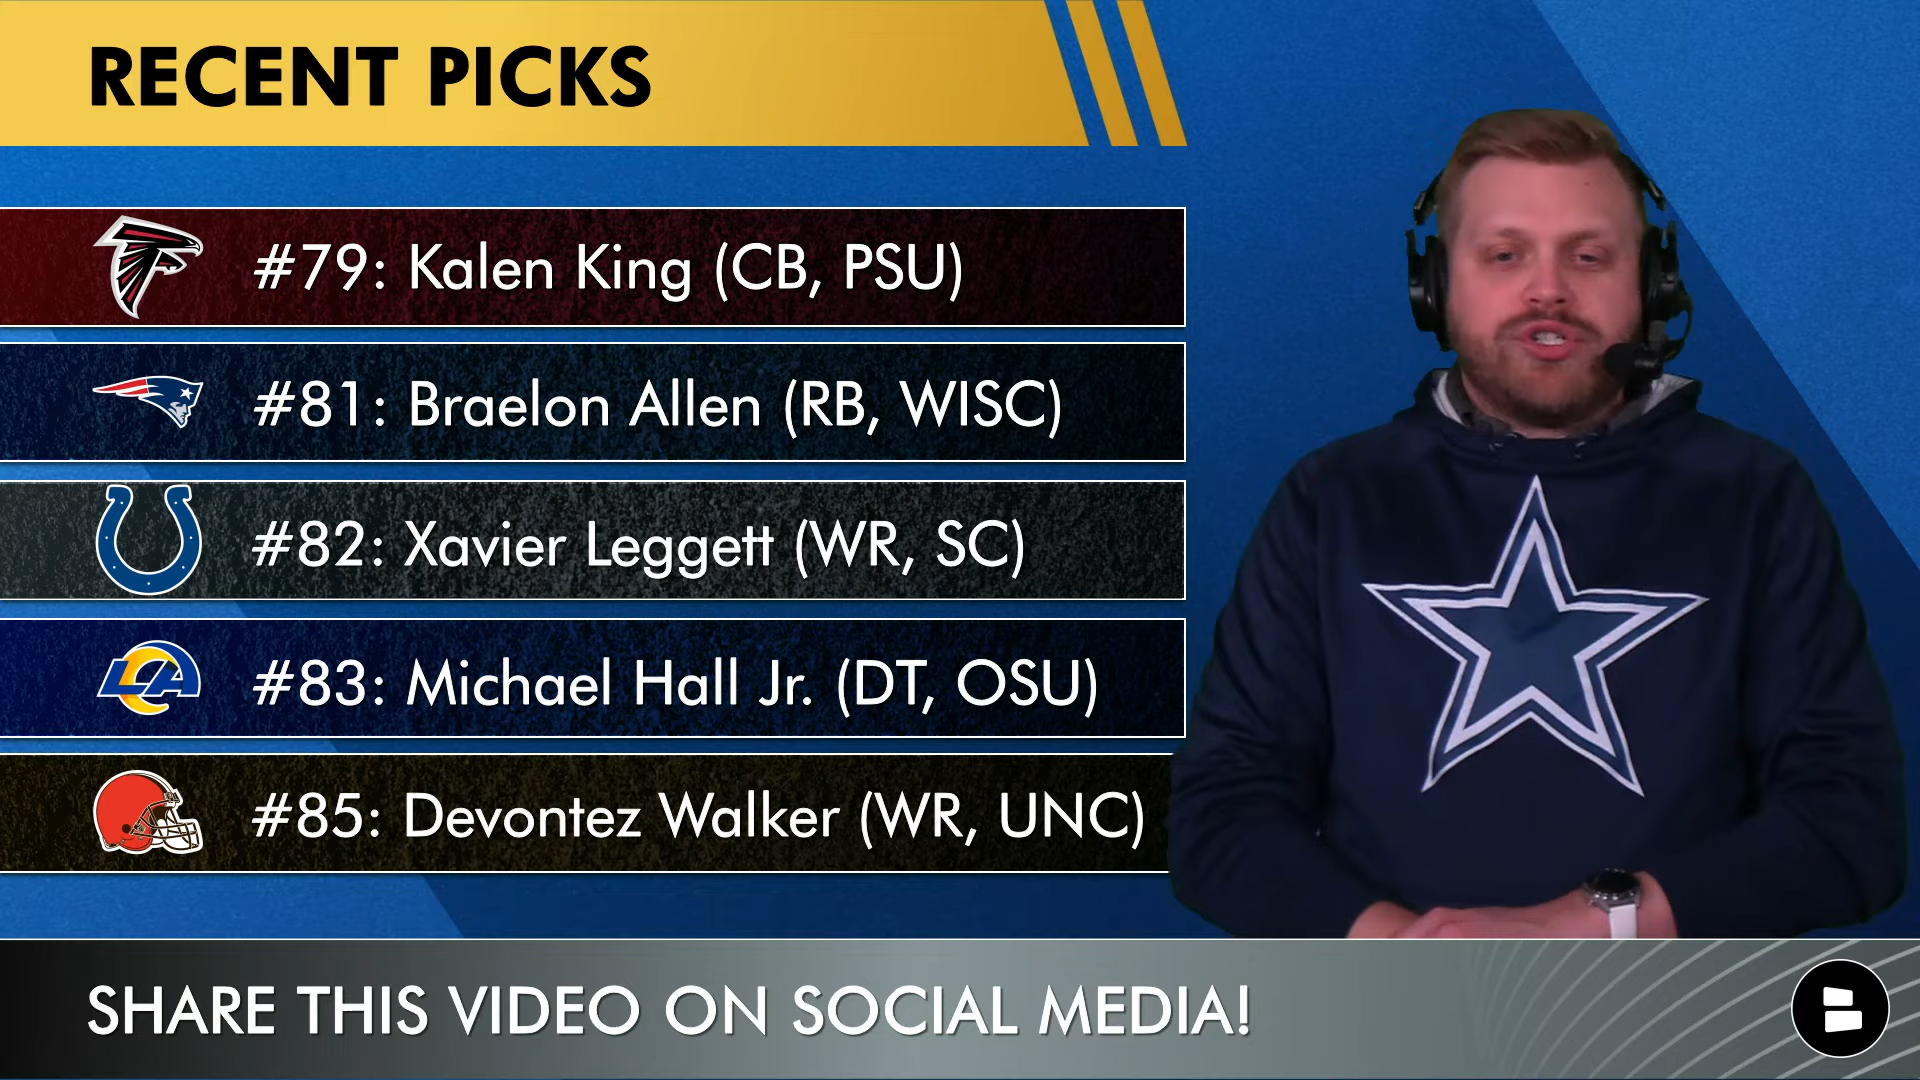 RECENT PICKS
#79: Kalen King (CB, PSU)
#81: Braelon Allen (RB, WISC)
#82: Xavier Leggett (WR, SC)
LA
#83: Michael Hall Jr. (DT, OSU)
#85: Devontez Walker (WR, UNC)
SHARE THIS VIDEO ON SOCIAL MEDIA!